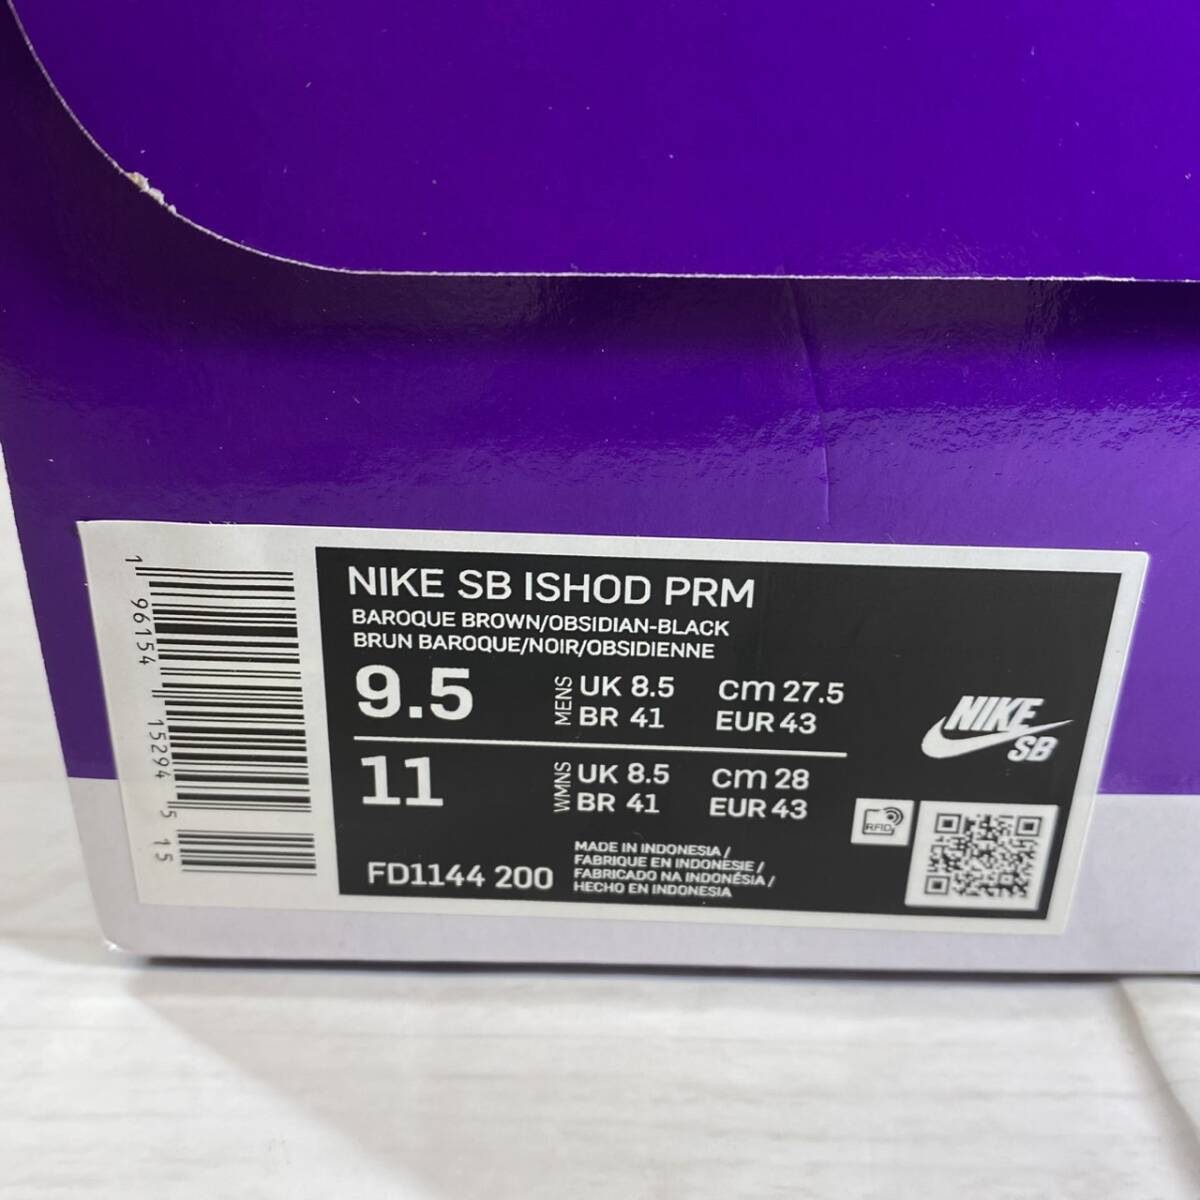 NIKE SB ISHOD PRM
BAROQUE BROWN/OBSIDIAN-BLACK
BRUN BAROQUE/NOIR/OBSIDIENNE
9.5
MENS
UK 8.5 cm 27.5
BR 41 EUR 43
11
WMNS
UK 8.5 cm 28
BR 41 EUR 43
FD1144 200
MADE IN INDONESIA /
FABRIQUE EN INDONESIE /
FABRICADO NA INDONÉSIA /
HECHO EN INDONESIA
NIKE
SB
RFID
1 96154 15294 5 15